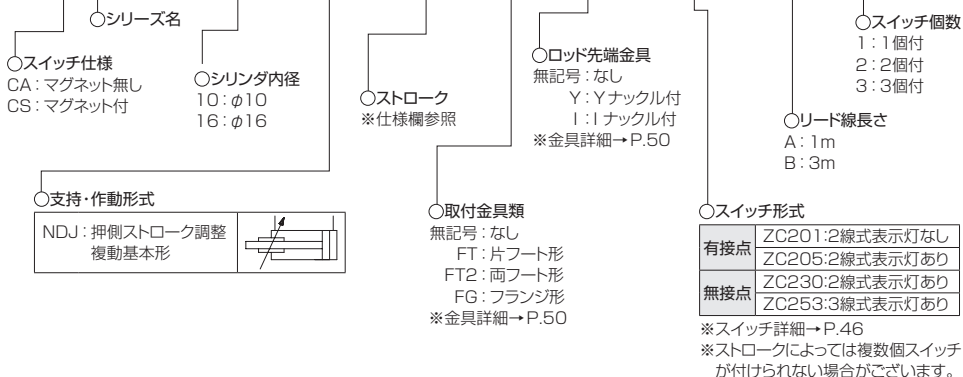 ○シリーズ名
○スイッチ仕様
CA：マグネット無し
CS：マグネット付
○シリンダ内径
10：φ10
16：φ16
○ストローク
※仕様欄参照
○ロッド先端金具
無記号：なし
Y：Yナックル付
I：Iナックル付
※金具詳細→P.50
○スイッチ個数
1：1個付
2：2個付
3：3個付
○リード線長さ
A：1m
B：3m
○支持・作動形式
NDJ：押側ストローク調整
複動基本形
○取付金具類
無記号：なし
FT：片フート形
FT2：両フート形
FG：フランジ形
※金具詳細→P.50
○スイッチ形式
有接点
ZC201:2線式表示灯なし
ZC205:2線式表示灯あり
無接点
ZC230:2線式表示灯あり
ZC253:3線式表示灯あり
※スイッチ詳細→P.46
※ストロークによっては複数個スイッチ
が付けられない場合がございます。